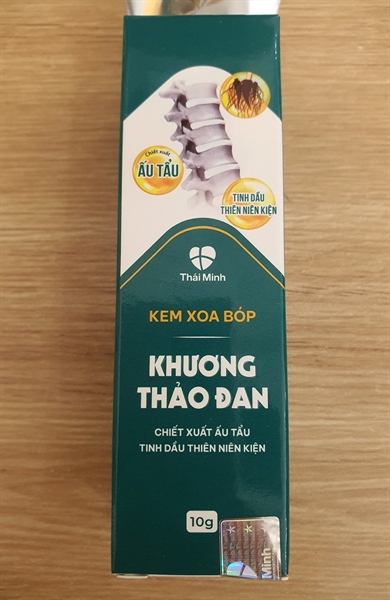 Chiết xuất
ẤU TẨU
TINH DẦU
THIÊN NIÊN KIỆN
Thái Minh
KEM XOA BÓP
KHƯƠNG
THẢO ĐAN
CHIẾT XUẤT ẤU TẨU
TINH DẦU THIÊN NIÊN KIỆN
10g
Minh